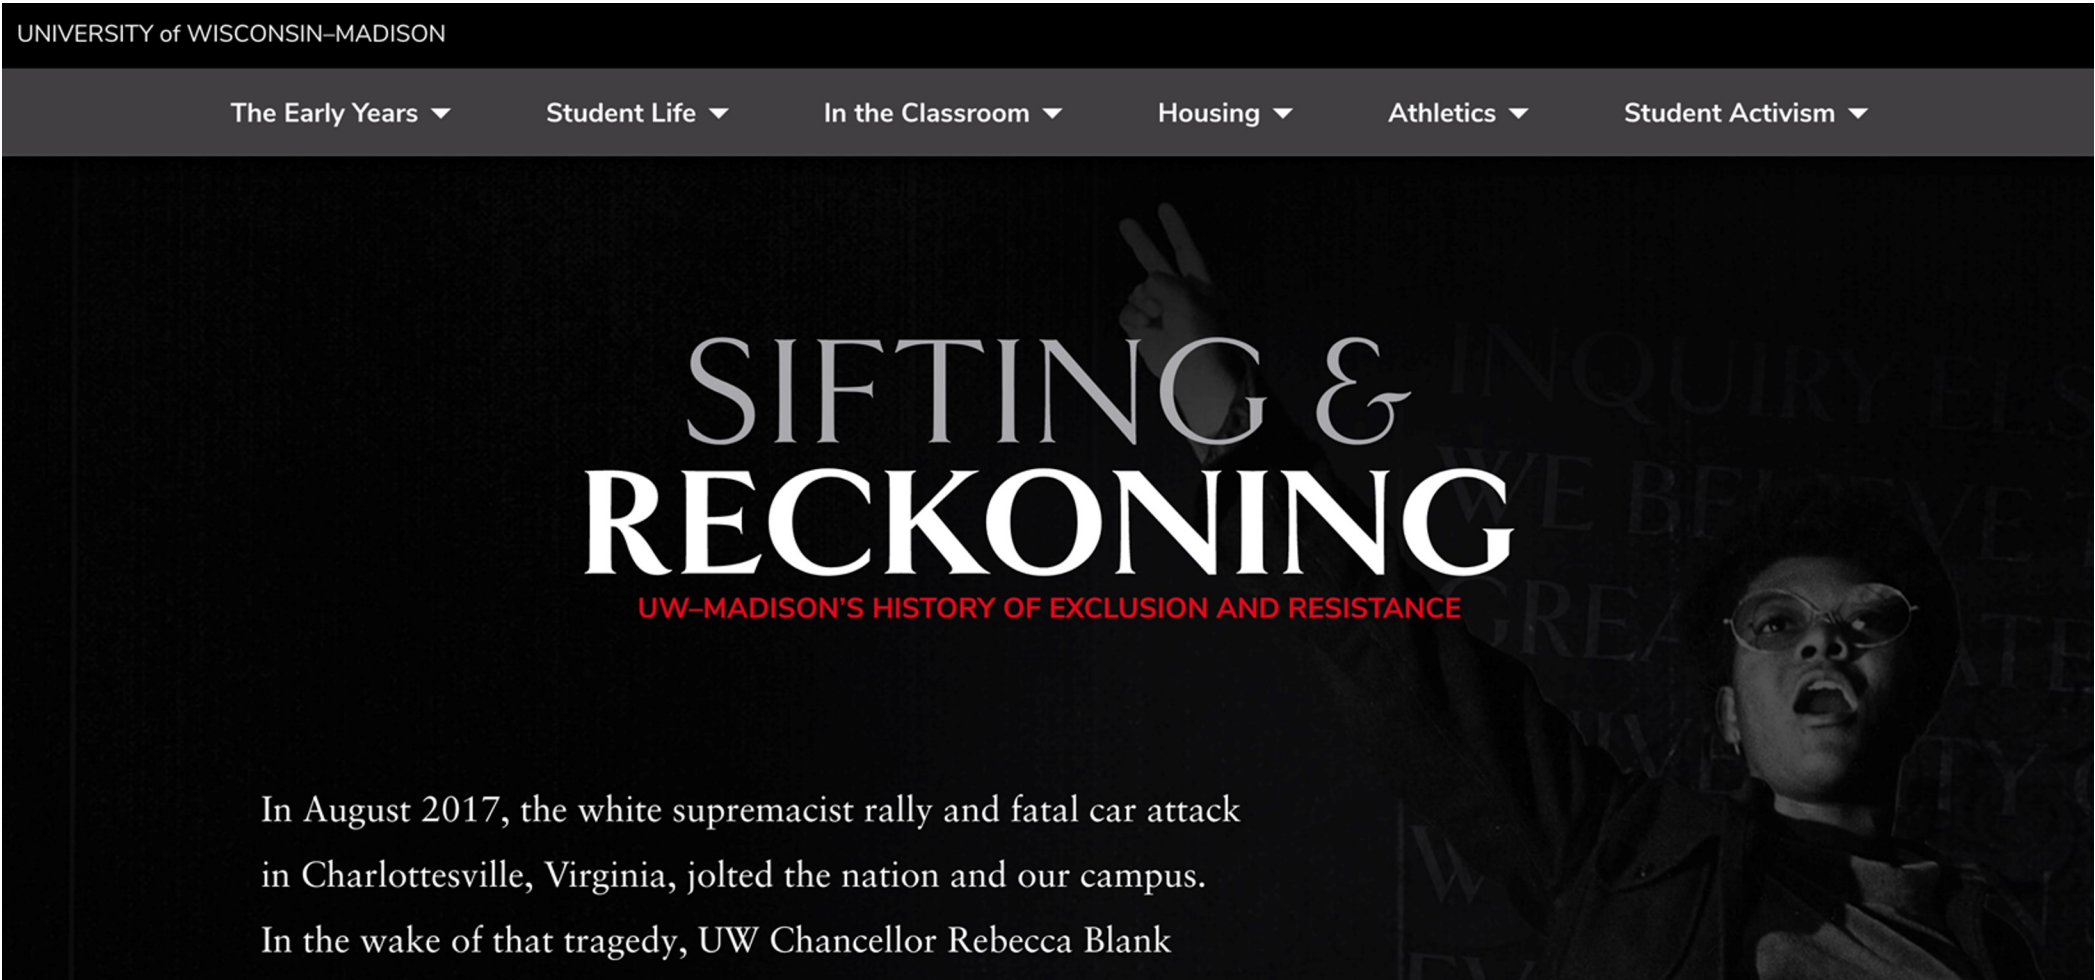 UNIVERSITY of WISCONSIN–MADISON
The Early Years Student Life In the Classroom Housing Athletics Student Activism
SIFTING &
RECKONING
UW–MADISON'S HISTORY OF EXCLUSION AND RESISTANCE
INQUIRY
WE
In August 2017, the white supremacist rally and fatal car attack
in Charlottesville, Virginia, jolted the nation and our campus.
In the wake of that tragedy, UW Chancellor Rebecca Blank